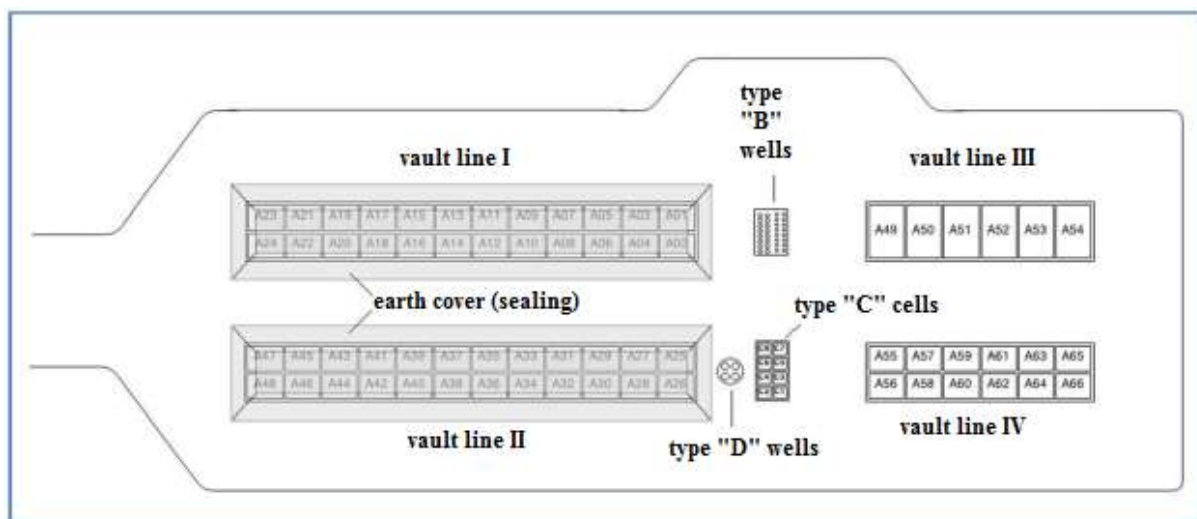 type
"B"
wells
vault line I
vault line III
A23 A21 A19 A17 A15 A13 A11 A09 A07 A05 A03 A01
A24 A22 A20 A18 A16 A14 A12 A10 A08 A06 A04 A02
A49 A50 A51 A52 A53 A54
earth cover (sealing)
type "C" cells
A47 A45 A43 A41 A39 A37 A35 A33 A31 A29 A27 A25
A48 A46 A44 A42 A40 A38 A36 A34 A32 A30 A28 A26
A55 A57 A59 A61 A63 A65
A56 A58 A60 A62 A64 A66
vault line II
type "D" wells
vault line IV